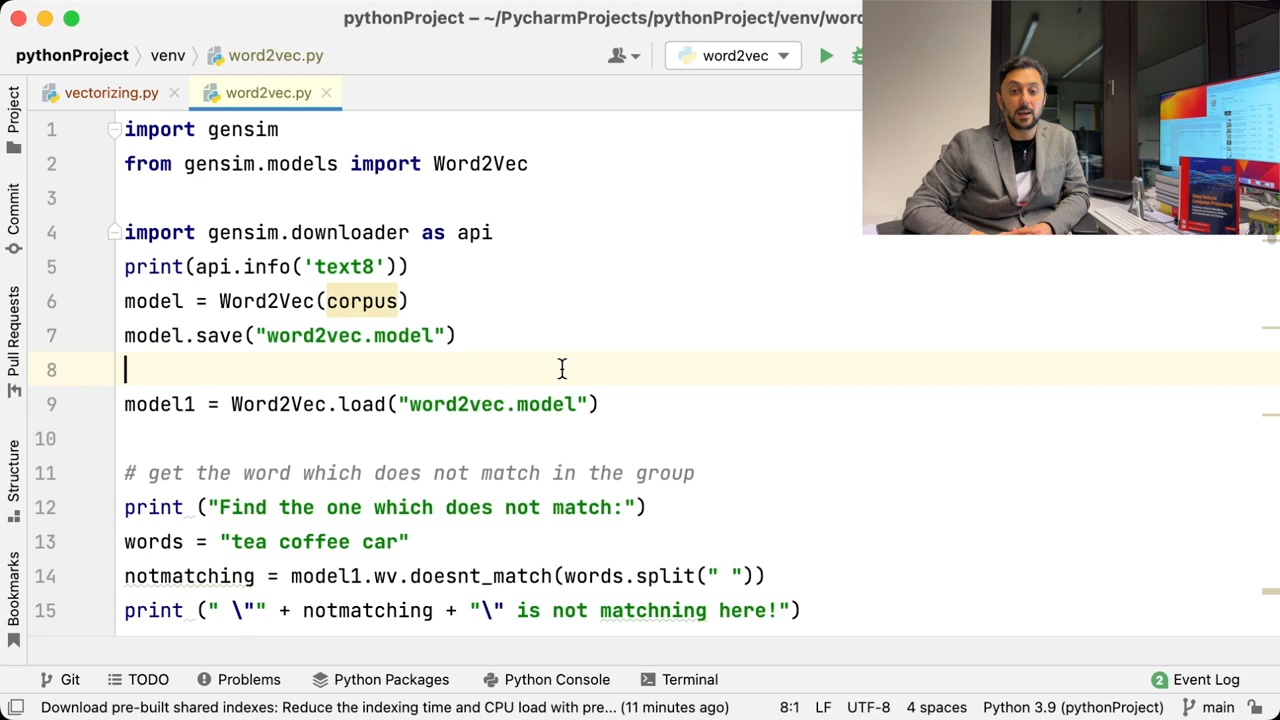 pythonProject – ~/PycharmProjects/pythonProject/venv/word
pythonProject venv word2vec.py word2vec
vectorizing.py word2vec.py
Project
Commit
Pull Requests
Structure
Bookmarks
1 import gensim
2 from gensim.models import Word2Vec
3
4 import gensim.downloader as api
5 print(api.info('text8'))
6 model = Word2Vec(corpus)
7 model.save("word2vec.model")
8
9 model1 = Word2Vec.load("word2vec.model")
10
11 # get the word which does not match in the group
12 print ("Find the one which does not match:")
13 words = "tea coffee car"
14 notmatching = model1.wv.doesnt_match(words.split(" "))
15 print (" \"" + notmatching + "\" is not matchning here!")
Deep Natural
Language Processing
Git TODO Problems Python Packages Python Console Terminal 2 Event Log
Download pre-built shared indexes: Reduce the indexing time and CPU load with pre... (11 minutes ago) 8:1 LF UTF-8 4 spaces Python 3.9 (pythonProject) main